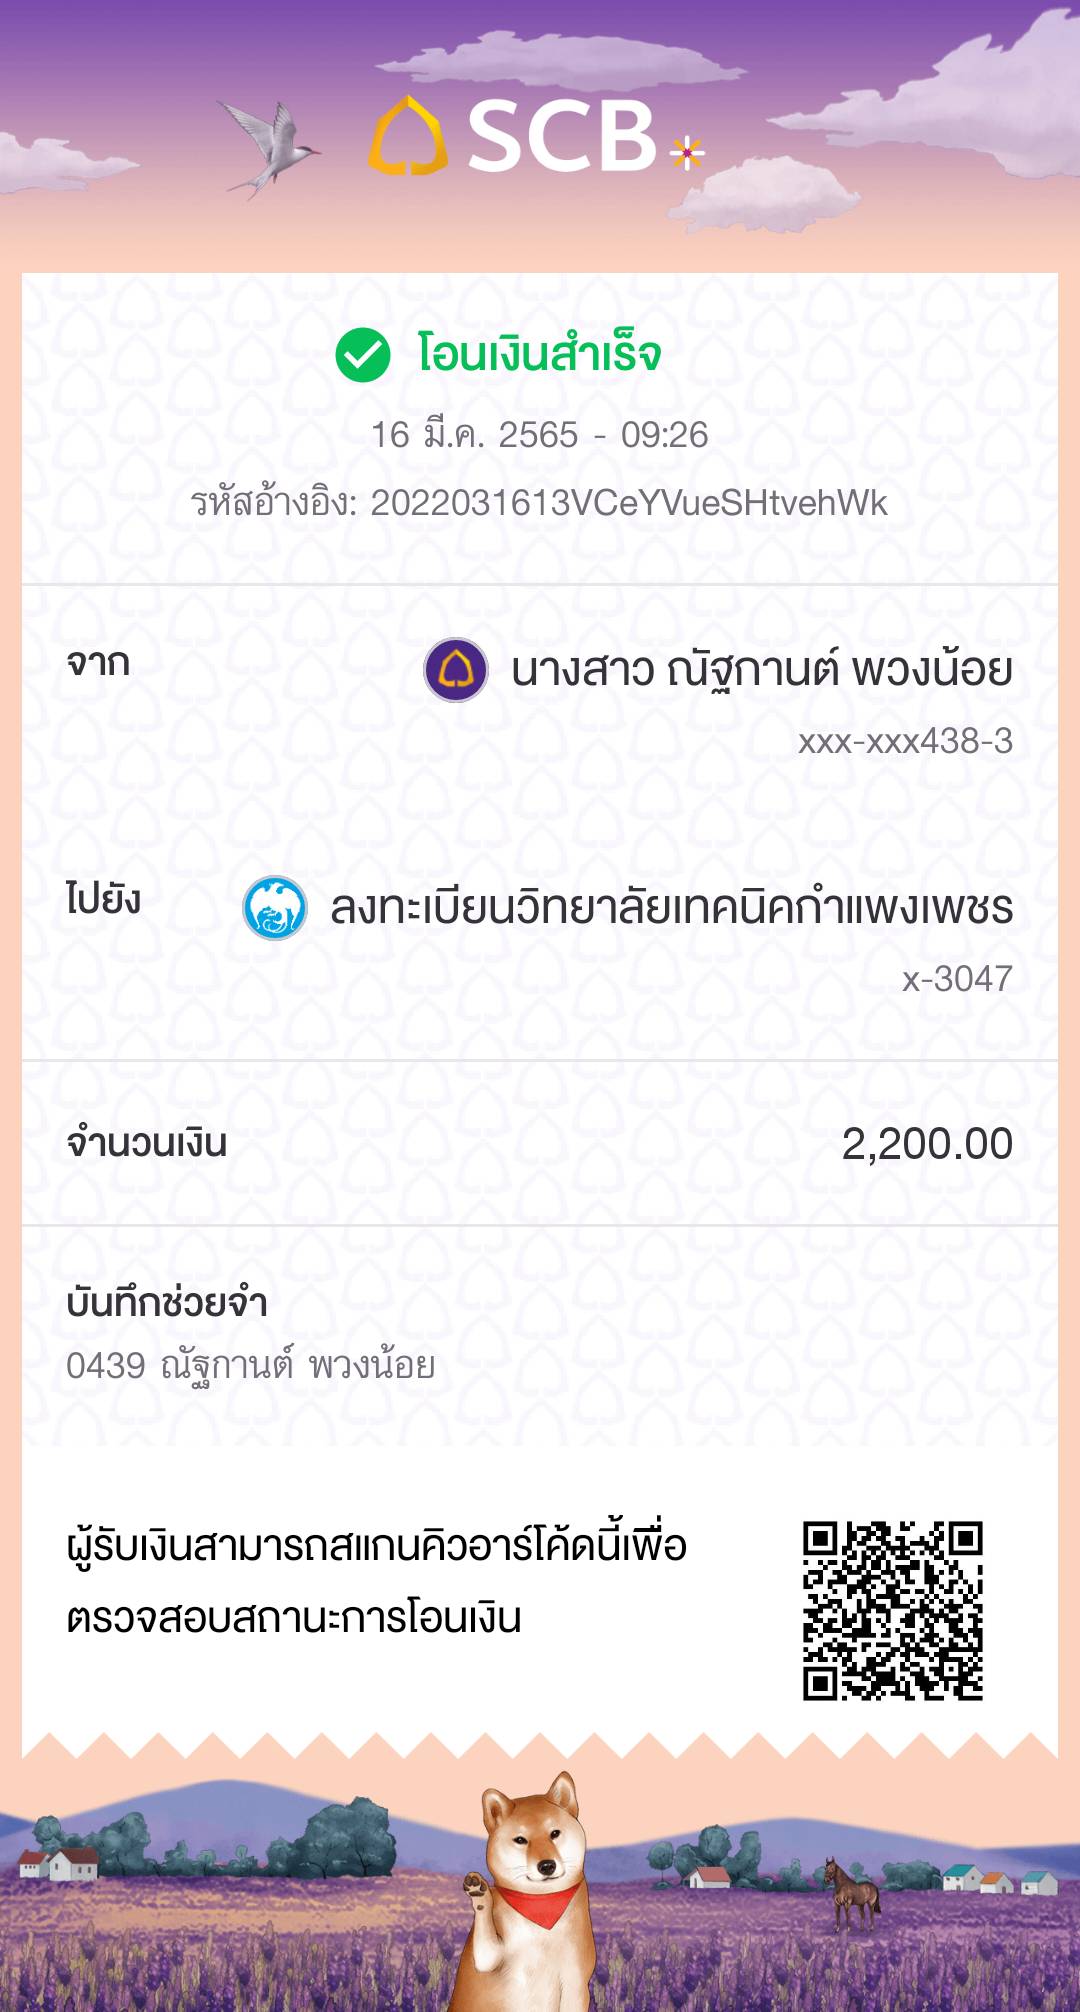 SCB
โอนเงินสำเร็จ
16 มี.ค. 2565 - 09:26
รหัสอ้างอิง: 2022031613VCeYVueSHtvehWk
จาก
นางสาว ณัฐกานต์ พวงน้อย
xxx-xxx438-3
ไปยัง
ลงทะเบียนวิทยาลัยเทคนิคกำแพงเพชร
x-3047
จำนวนเงิน
2,200.00
บันทึกช่วยจำ
0439 ณัฐกานต์ พวงน้อย
ผู้รับเงินสามารถสแกนคิวอาร์โค้ดนี้เพื่อ
ตรวจสอบสถานะการโอนเงิน